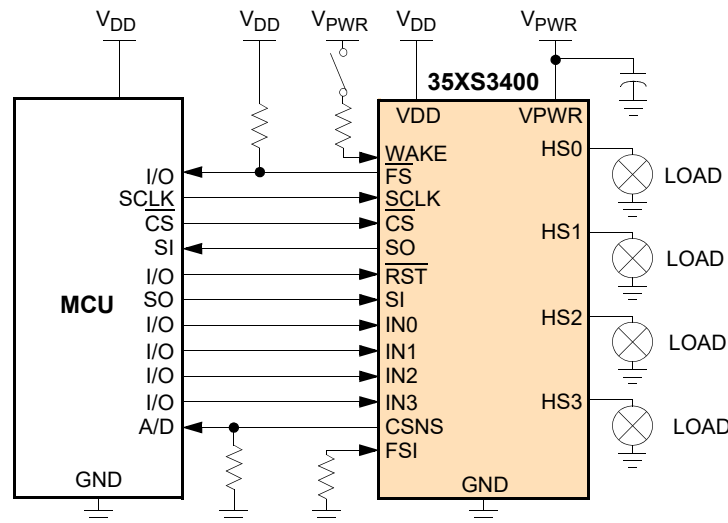 VDD VDD VPWR VDD VPWR
35XS3400
VDD VPWR
WAKE HS0
I/O FS LOAD
SCLK SCLK
CS CS
SI SO HS1
LOAD
I/O RST
MCU SO SI
I/O IN0 HS2
I/O IN1 LOAD
I/O IN2
I/O IN3 HS3
A/D CSNS LOAD
FSI
GND GND